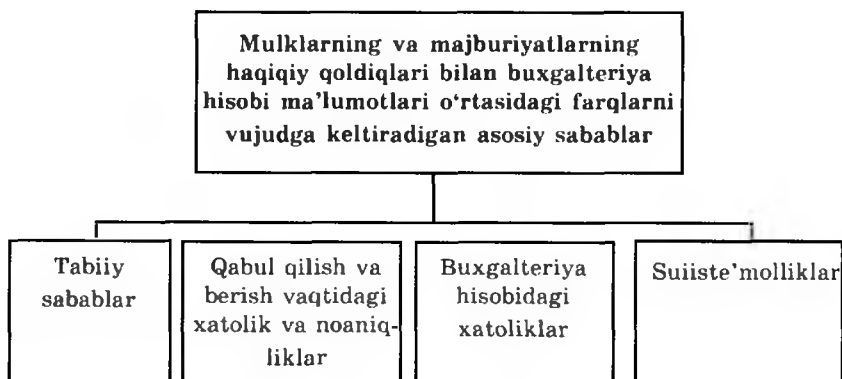 Mulklarning va majburiyatlarning
haqiqiy qoldiqlari bilan buxgalteriya
hisobi ma’lumotlari o‘rtasidagi farqlarni
vujudga keltiradigan asosiy sabablar
Tabiiy
sabablar
Qabul qilish va
berish vaqtidagi
xatolik va noaniq-
liklar
Buxgalteriya
hisobidagi
xatoliklar
Suiiste’molliklar